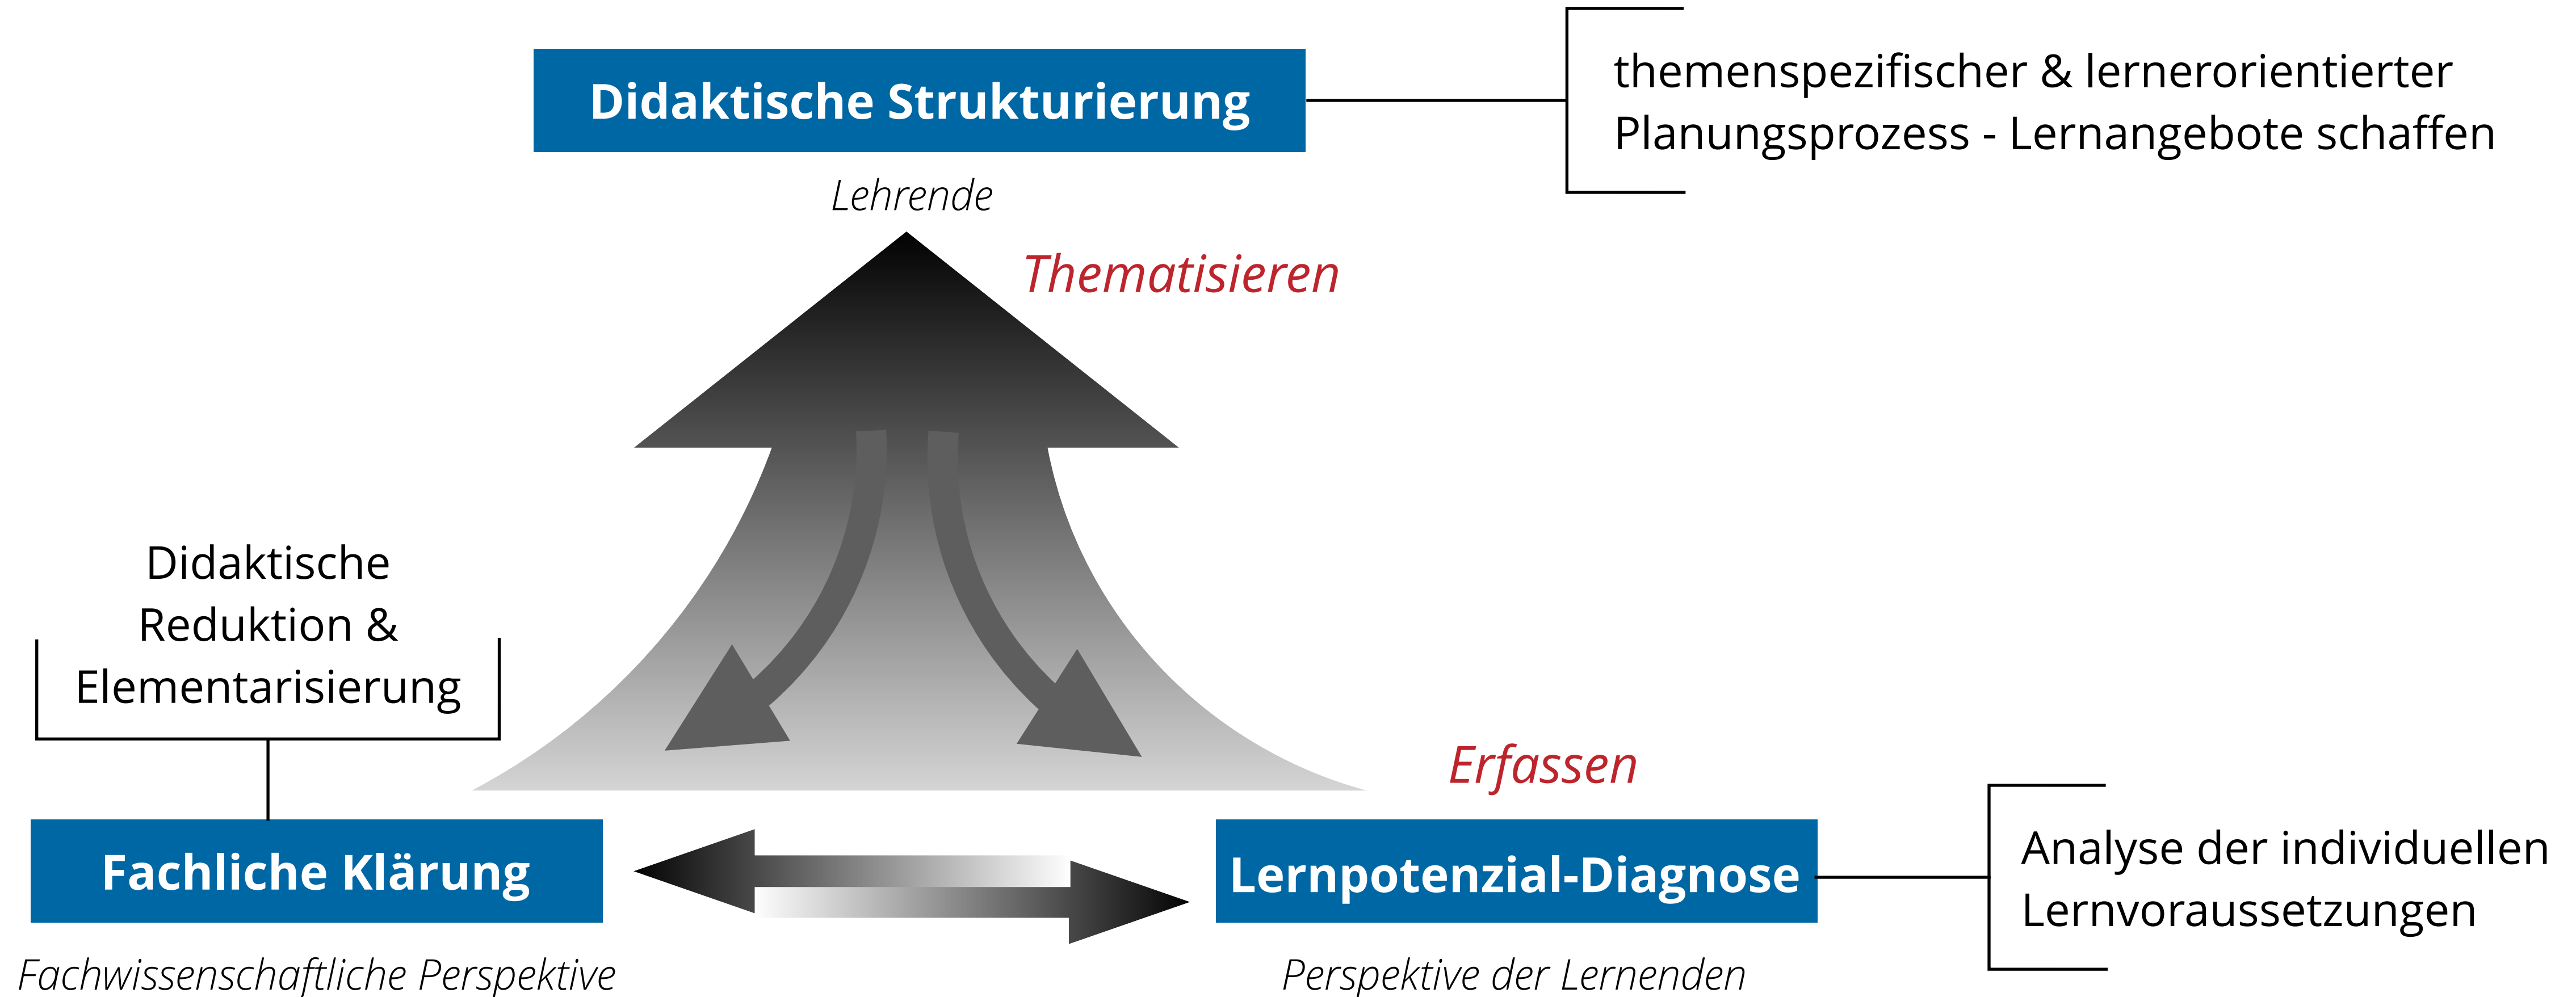 Didaktische Strukturierung
themenspezifischer & lernerorientierter
Planungsprozess - Lernangebote schaffen
Lehrende
Thematisieren
Didaktische
Reduktion &
Elementarisierung
Erfassen
Fachliche Klärung
Lernpotenzial-Diagnose
Analyse der individuellen
Lernvoraussetzungen
Fachwissenschaftliche Perspektive
Perspektive der Lernenden